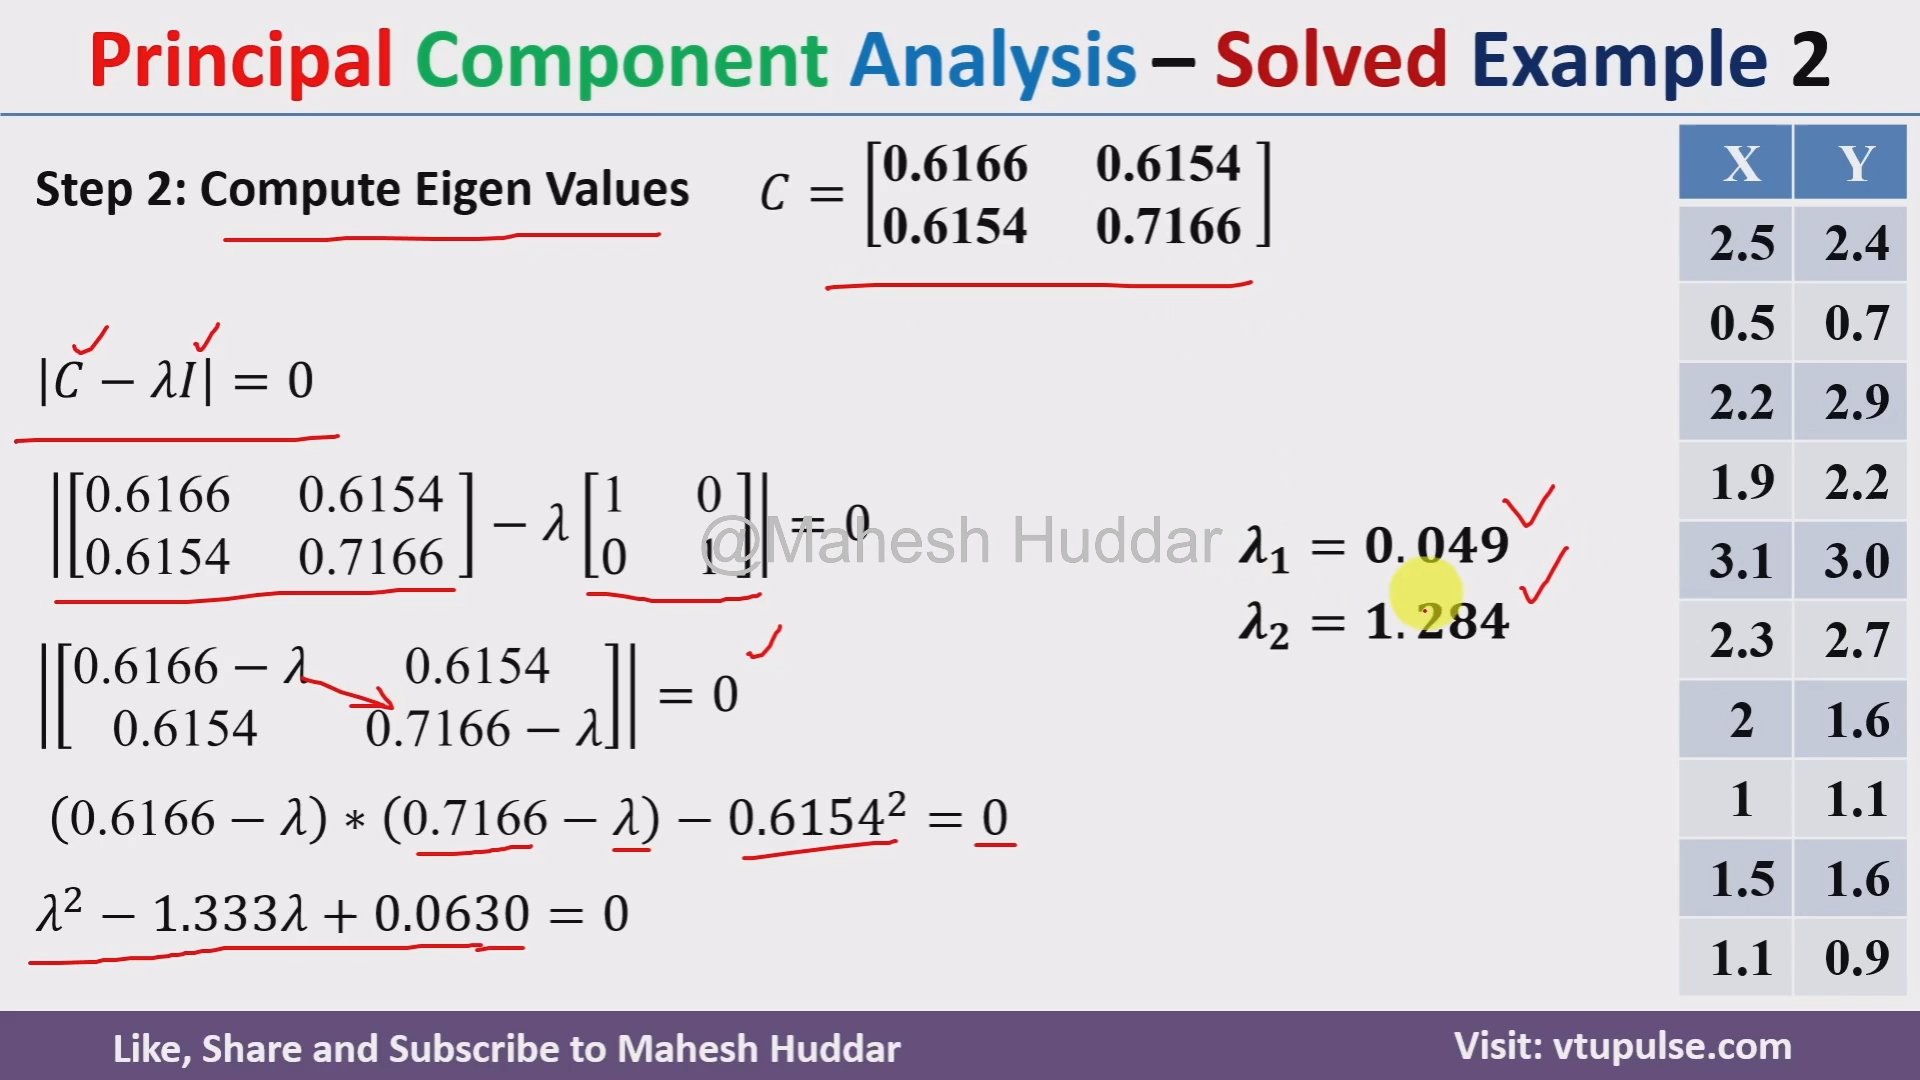 Principal Component Analysis – Solved Example 2
Step 2: Compute Eigen Values
C = [0.6166 0.6154
0.6154 0.7166]
|C − λI| = 0
|[0.6166 0.6154
0.6154 0.7166] − λ [1 0
0 1]| = 0
|[0.6166 − λ 0.6154
0.6154 0.7166 − λ]| = 0
(0.6166 − λ) ∗ (0.7166 − λ) − 0.6154² = 0
λ² − 1.333λ + 0.0630 = 0
@Mahesh Huddar
λ₁ = 0.049
λ₂ = 1.284
X Y
2.5 2.4
0.5 0.7
2.2 2.9
1.9 2.2
3.1 3.0
2.3 2.7
2 1.6
1 1.1
1.5 1.6
1.1 0.9
Like, Share and Subscribe to Mahesh Huddar
Visit: vtupulse.com